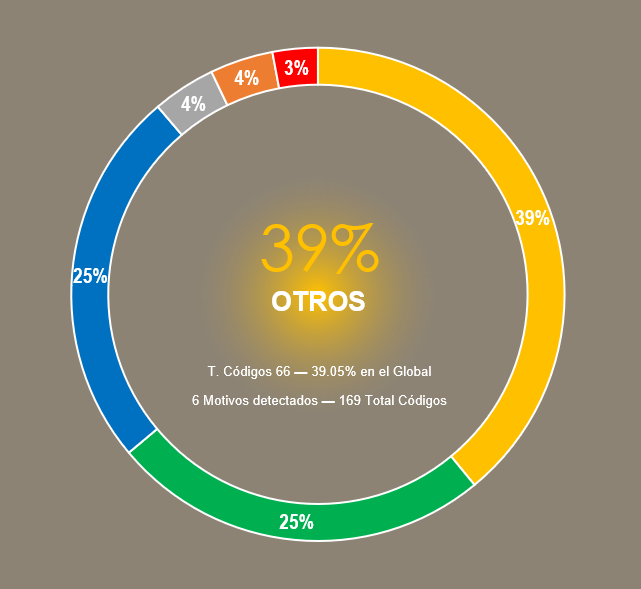 3%
4%
4%
39%
39%
OTROS
25%
T. Códigos 66 — 39.05% en el Global
6 Motivos detectados — 169 Total Códigos
25%